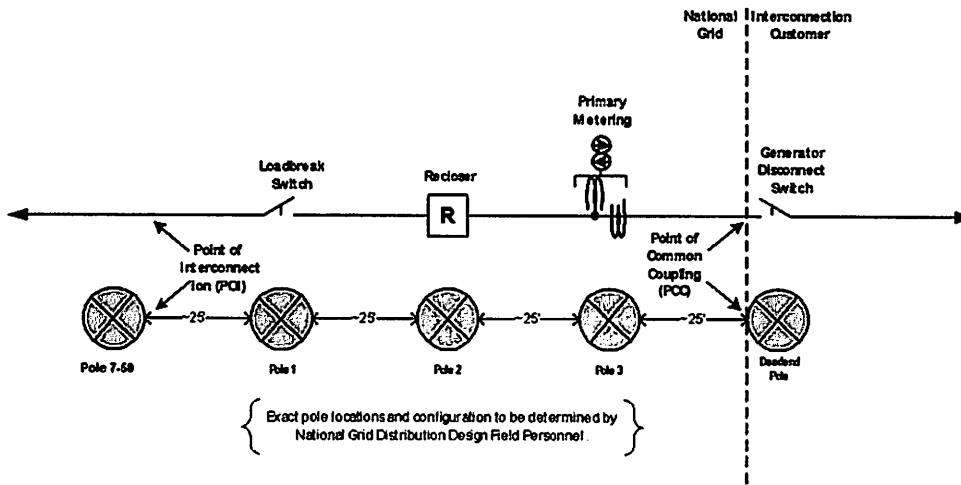 National
Grid
Interconnection
Customer
Primary
Metering
Loadbreak
Switch
Recloser
Generator
Disconnect
Switch
R
Point of
Interconnect
ion (POI)
Point of
Common
Coupling
(PCC)
~25'
~25'
~25'
~25'
Pole 7-50
Pole 1
Pole 2
Pole 3
Deadend
Pole
Exact pole locations and configuration to be determined by
National Grid Distribution Design Field Personnel.